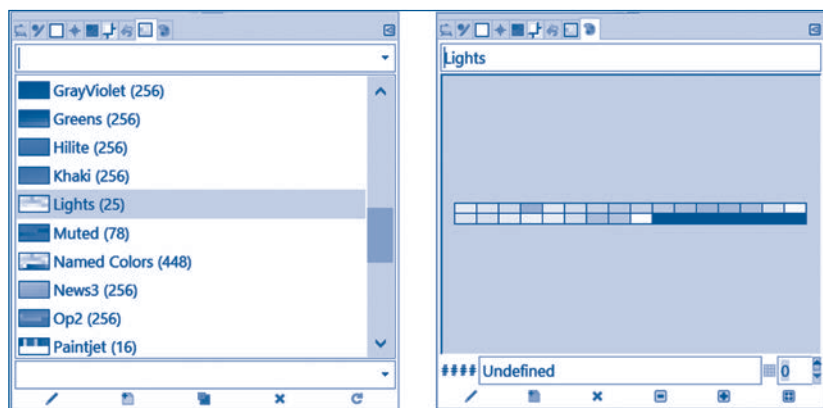 GrayViolet (256)
Greens (256)
Hilite (256)
Khaki (256)
Lights (25)
Muted (78)
Named Colors (448)
News3 (256)
Op2 (256)
Paintjet (16)
Lights
#### Undefined
0